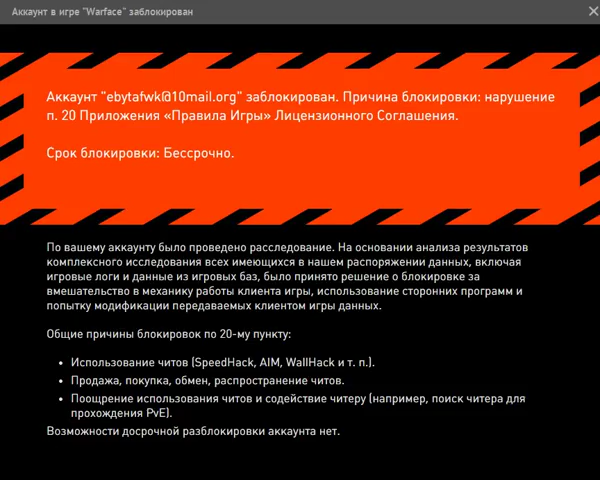 Аккаунт в игре "Warface" заблокирован
Аккаунт "ebytafwk@10mail.org" заблокирован. Причина блокировки: нарушение
п. 20 Приложения «Правила Игры» Лицензионного Соглашения.
Срок блокировки: Бессрочно.
По вашему аккаунту было проведено расследование. На основании анализа результатов
комплексного исследования всех имеющихся в нашем распоряжении данных, включая
игровые логи и данные из игровых баз, было принято решение о блокировке за
вмешательство в механику работы клиента игры, использование сторонних программ и
попытку модификации передаваемых клиентом игры данных.
Общие причины блокировок по 20-му пункту:
• Использование читов (SpeedHack, AIM, WallHack и т. п.).
• Продажа, покупка, обмен, распространение читов.
• Поощрение использования читов и содействие читеру (например, поиск читера для
прохождения PvE).
Возможности досрочной разблокировки аккаунта нет.